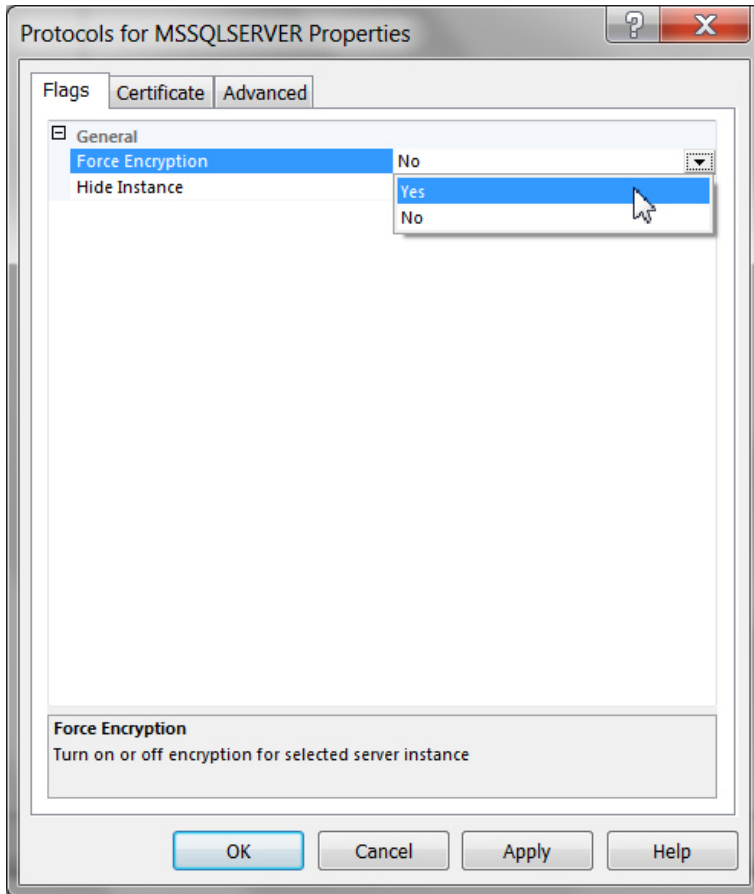 Protocols for MSSQLSERVER Properties
Flags Certificate Advanced
General
Force Encryption No
Hide Instance
Yes
No
Force Encryption
Turn on or off encryption for selected server instance
OK Cancel Apply Help